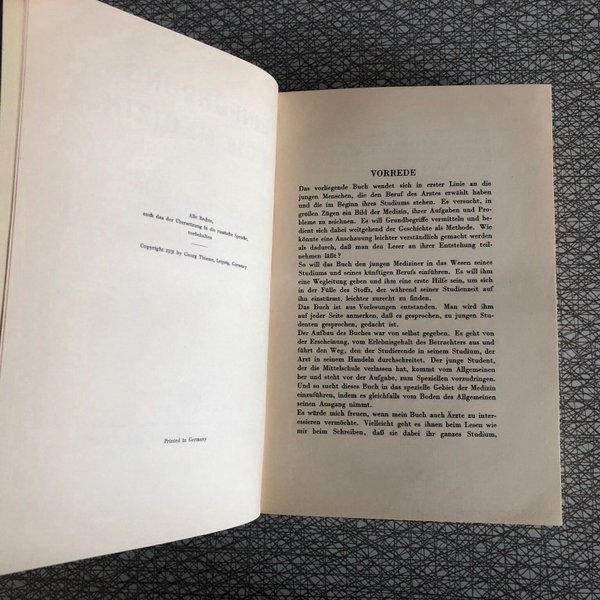 Alle Rechte,
auch das der Übersetzung in die russische Sprache,
vorbehalten
Copyright 1931 by Georg Thieme, Leipzig, Germany
Printed in Germany
VORREDE
Das vorliegende Buch wendet sich in erster Linie an die
jungen Menschen, die den Beruf des Arztes erwählt haben
und die im Beginn ihres Studiums stehen. Es versucht, in
großen Zügen ein Bild der Medizin, ihrer Aufgaben und Pro-
bleme zu zeichnen. Es will Grundbegriffe vermitteln und be-
dient sich dabei weitgehend der Geschichte als Methode. Wie
könnte eine Anschauung leichter verständlich gemacht werden
als dadurch, daß man den Leser an ihrer Entstehung teil-
nehmen läßt?
So will das Buch den jungen Mediziner in das Wesen seines
Studiums und seines künftigen Berufs einführen. Es will ihm
eine Wegleitung geben und ihm eine erste Hilfe sein, um sich
in der Fülle des Stoffs, der während seiner Studienzeit auf
ihn einstürmt, leichter zurecht zu finden.
Das Buch ist aus Vorlesungen entstanden. Man wird ihm
auf jeder Seite anmerken, daß es gesprochen, zu jungen Stu-
denten gesprochen, gedacht ist.
Der Aufbau des Buches war von selbst gegeben. Es geht von
der Erscheinung, vom Erlebnisgehalt des Betrachters aus und
führt den Weg, den der Studierende in seinem Studium, der
Arzt in seinem Handeln durchschreitet. Der junge Student,
der die Mittelschule verlassen hat, kommt vom Allgemeinen
her und steht vor der Aufgabe, zum Speziellen vorzudringen.
Und so sucht dieses Buch in das spezielle Gebiet der Medizin
einzuführen, indem es gleichfalls vom Boden des Allgemeinen
seinen Ausgang nimmt.
Es würde mich freuen, wenn mein Buch auch Ärzte zu inter-
essieren vermöchte. Vielleicht geht es ihnen beim Lesen wie
mir beim Schreiben, daß sie dabei ihr ganzes Studium,